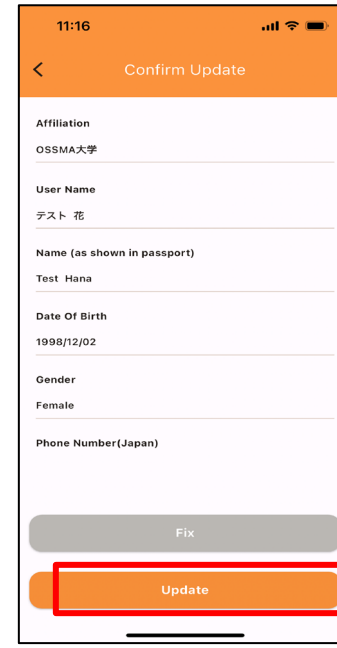 11:16
Confirm Update
Affiliation
OSSMA大学
User Name
テスト 花
Name (as shown in passport)
Test Hana
Date Of Birth
1998/12/02
Gender
Female
Phone Number(Japan)
Fix
Update